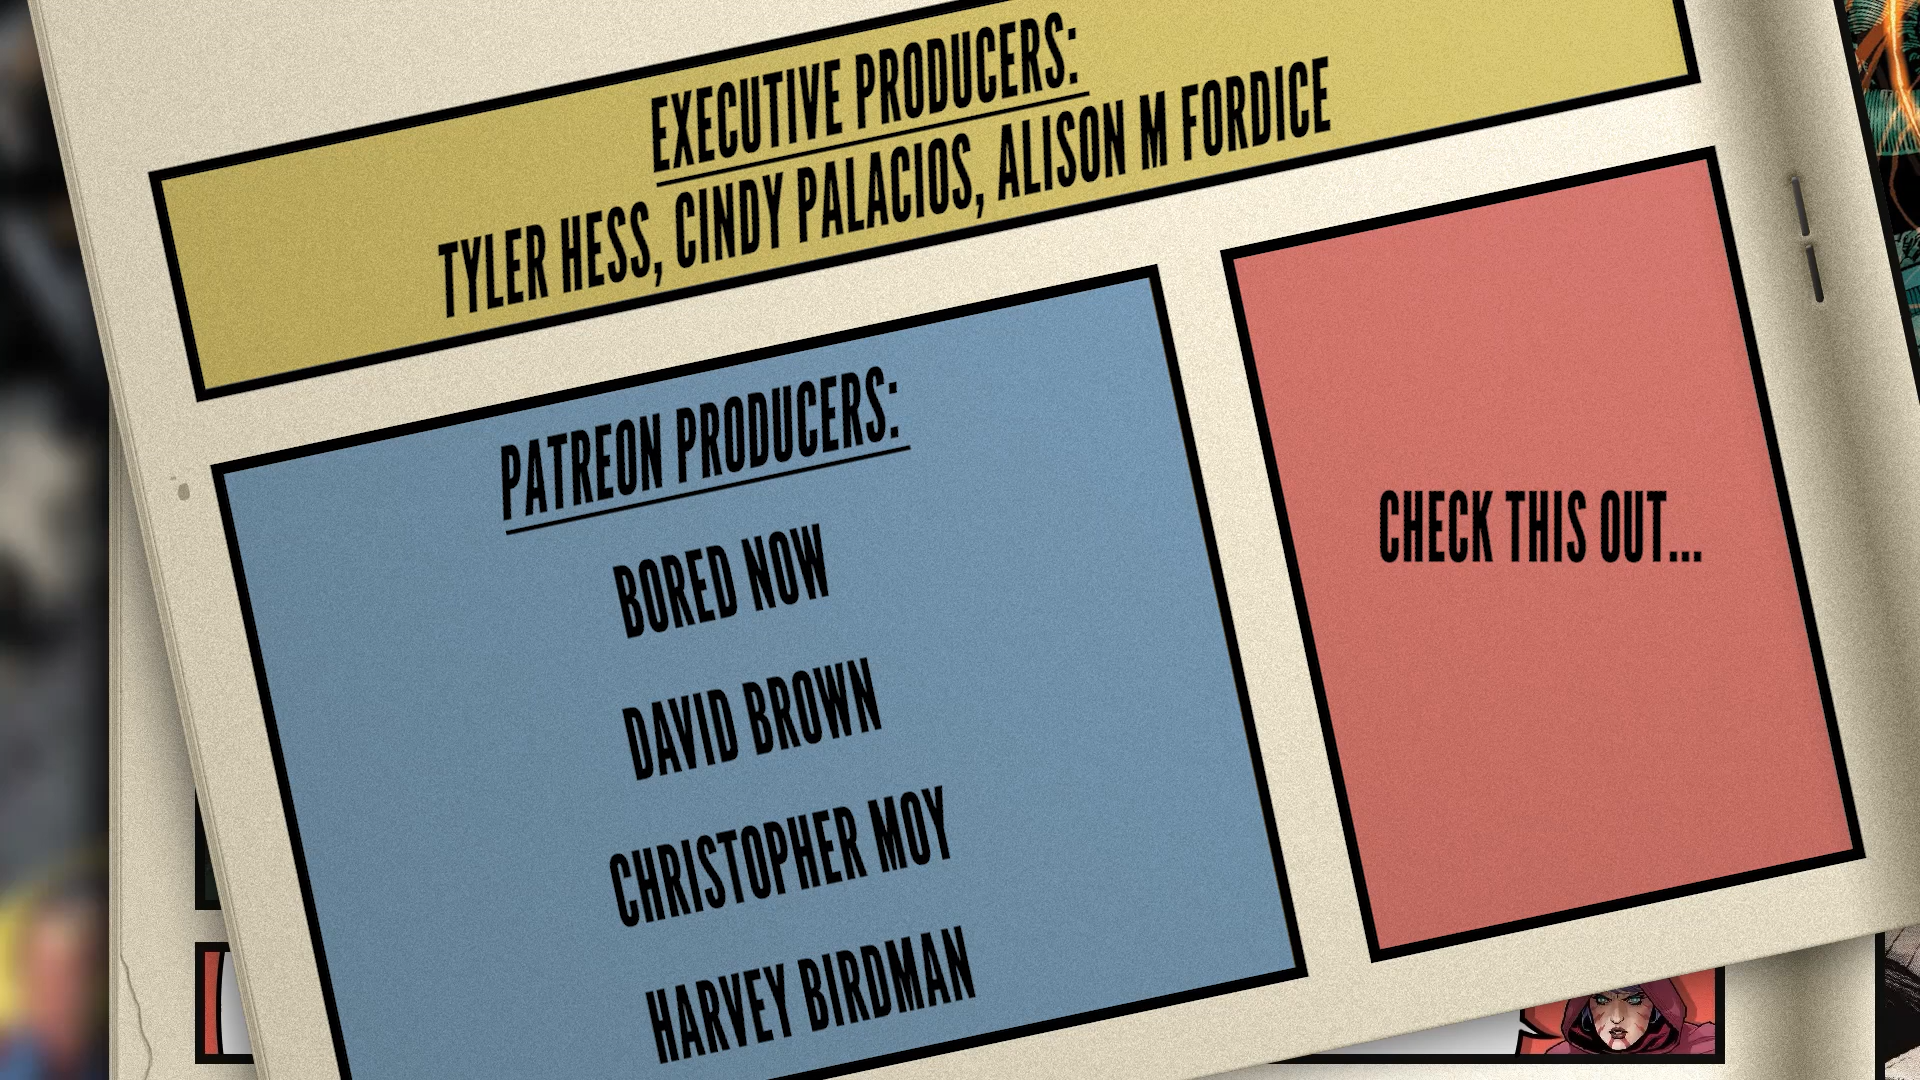 EXECUTIVE PRODUCERS:
TYLER HESS, CINDY PALACIOS, ALISON M FORDICE
PATREON PRODUCERS:
BORED NOW
DAVID BROWN
CHRISTOPHER MOY
HARVEY BIRDMAN
CHECK THIS OUT...